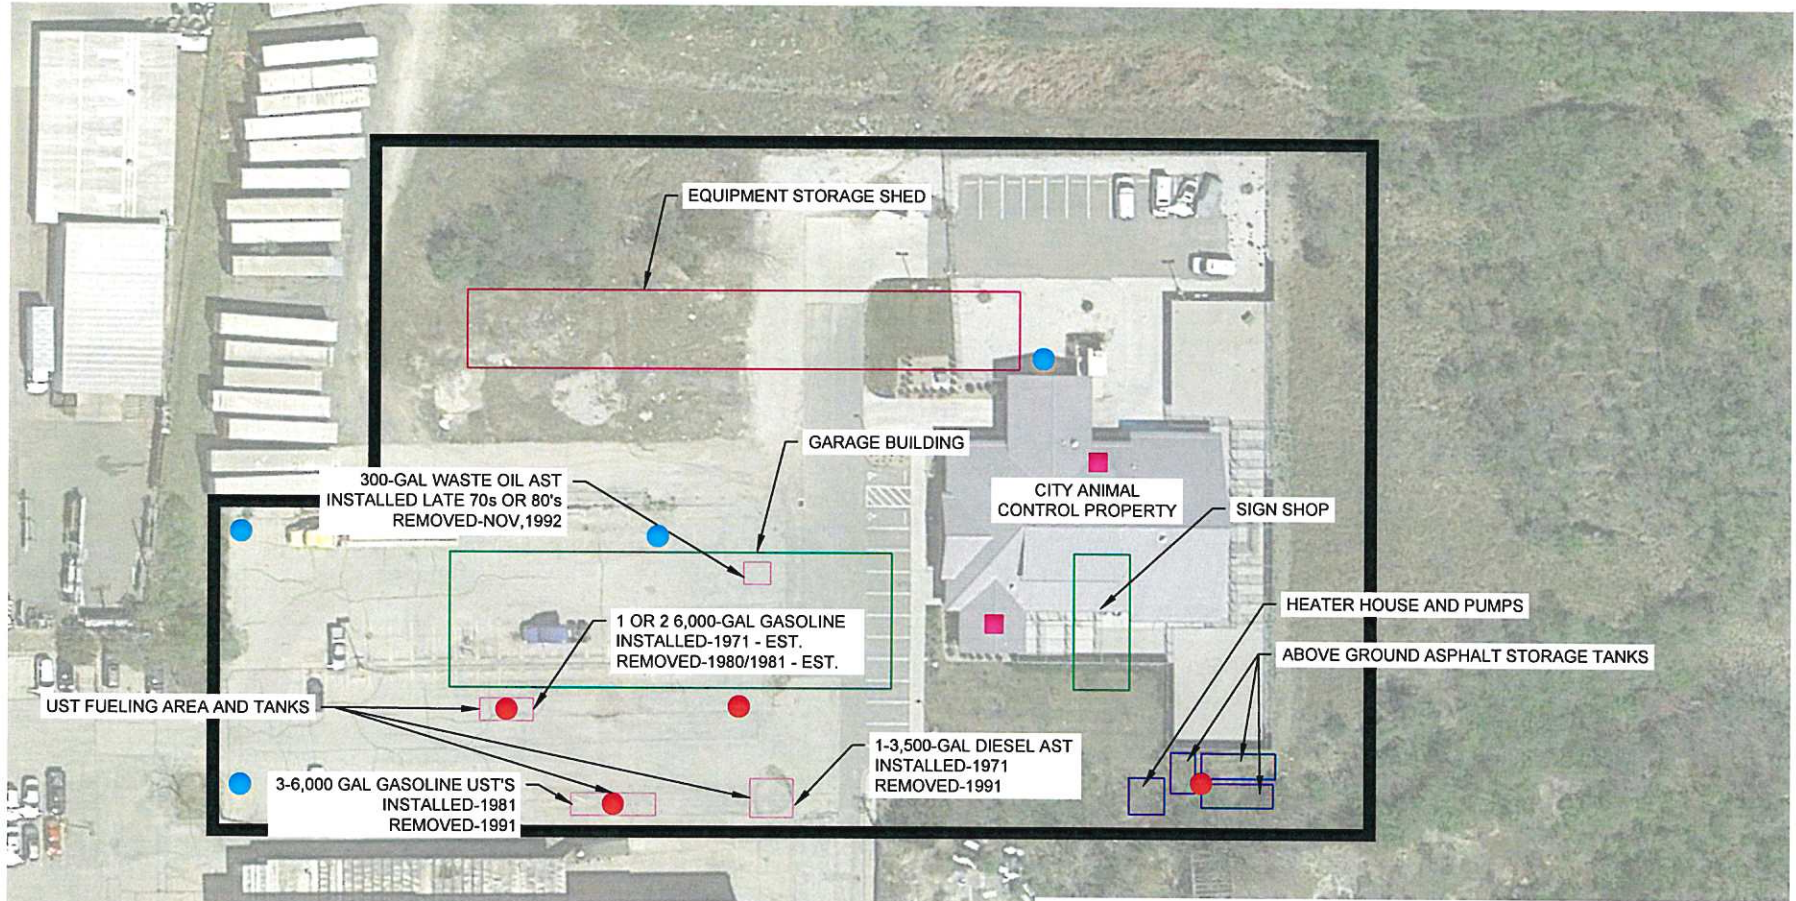 EQUIPMENT STORAGE SHED
GARAGE BUILDING
300-GAL WASTE OIL AST
INSTALLED LATE 70s OR 80's
REMOVED-NOV,1992
CITY ANIMAL
CONTROL PROPERTY
SIGN SHOP
1 OR 2 6,000-GAL GASOLINE
INSTALLED-1971 - EST.
REMOVED-1980/1981 - EST.
HEATER HOUSE AND PUMPS
ABOVE GROUND ASPHALT STORAGE TANKS
UST FUELING AREA AND TANKS
1-3,500-GAL DIESEL AST
INSTALLED-1971
REMOVED-1991
3-6,000 GAL GASOLINE UST'S
INSTALLED-1981
REMOVED-1991